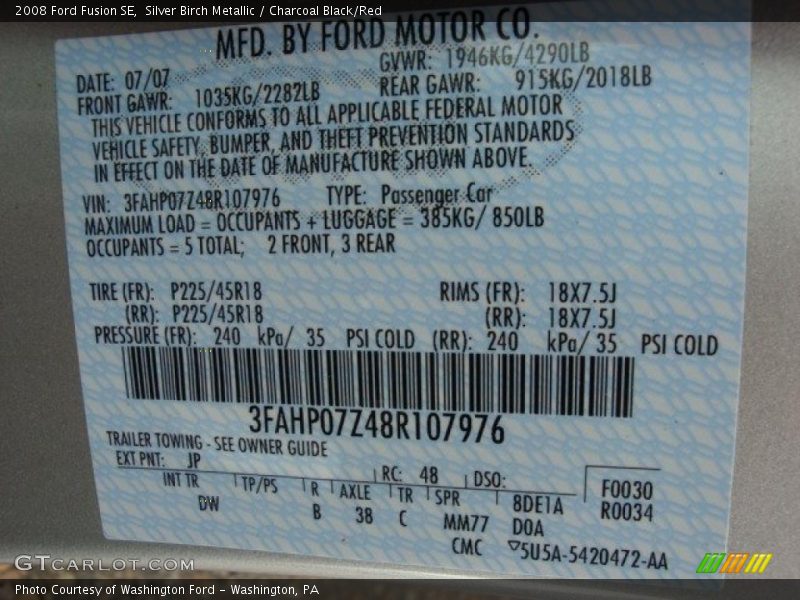 2008 Ford Fusion SE, Silver Birch Metallic / Charcoal Black/Red
MFD. BY FORD MOTOR CO.
DATE: 07/07 GVWR: 1946KG/4290LB
FRONT GAWR: 1035KG/2282LB REAR GAWR: 915KG/2018LB
THIS VEHICLE CONFORMS TO ALL APPLICABLE FEDERAL MOTOR
VEHICLE SAFETY, BUMPER, AND THEFT PREVENTION STANDARDS
IN EFFECT ON THE DATE OF MANUFACTURE SHOWN ABOVE.
VIN: 3FAHP07Z48R107976 TYPE: Passenger Car
MAXIMUM LOAD = OCCUPANTS + LUGGAGE = 385KG/ 850LB
OCCUPANTS = 5 TOTAL; 2 FRONT, 3 REAR
TIRE (FR): P225/45R18 RIMS (FR): 18X7.5J
(RR): P225/45R18 (RR): 18X7.5J
PRESSURE (FR): 240 kPa/ 35 PSI COLD (RR): 240 kPa/ 35 PSI COLD
3FAHP07Z48R107976
TRAILER TOWING - SEE OWNER GUIDE
EXT PNT: JP RC: 48 DSO: F0030
INT TR TP/PS R AXLE TR SPR 8DE1A R0034
DW B 38 C MM77 D0A
CMC 5U5A-5420472-AA
GTCARLOT.COM
Photo Courtesy of Washington Ford - Washington, PA